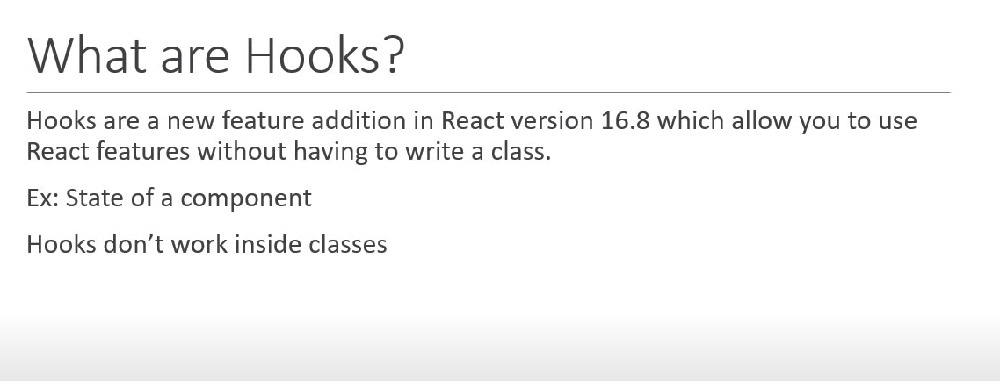 What are Hooks?
Hooks are a new feature addition in React version 16.8 which allow you to use
React features without having to write a class.
Ex: State of a component
Hooks don’t work inside classes